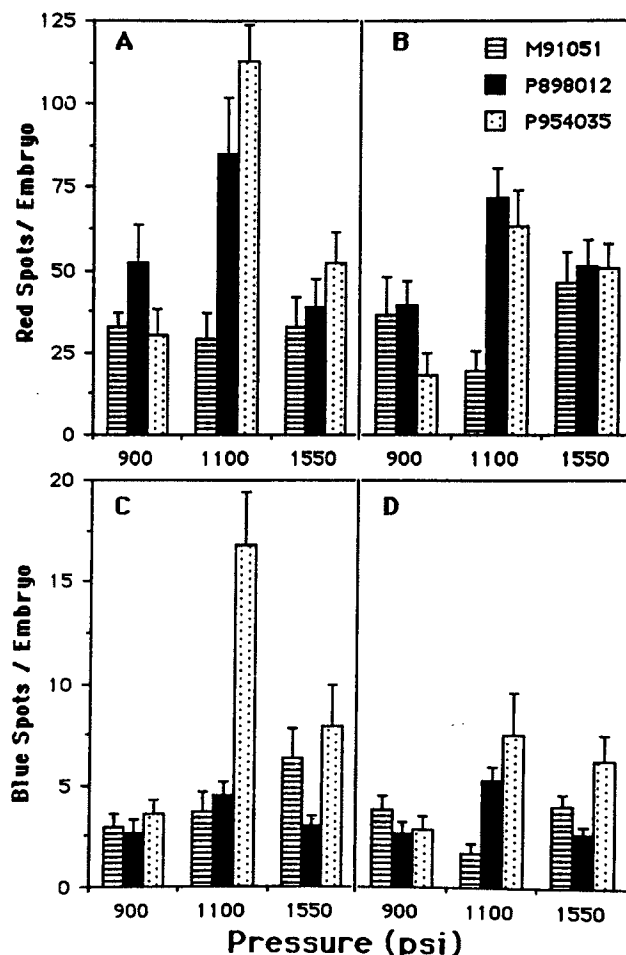 125
100
75
50
25
0
Red Spots/ Embryo
A
B
M91051
P898012
P954035
900 1100 1550 900 1100 1550
20
15
10
5
0
Blue Spots / Embryo
C
D
900 1100 1550 900 1100 1550
Pressure (psi)